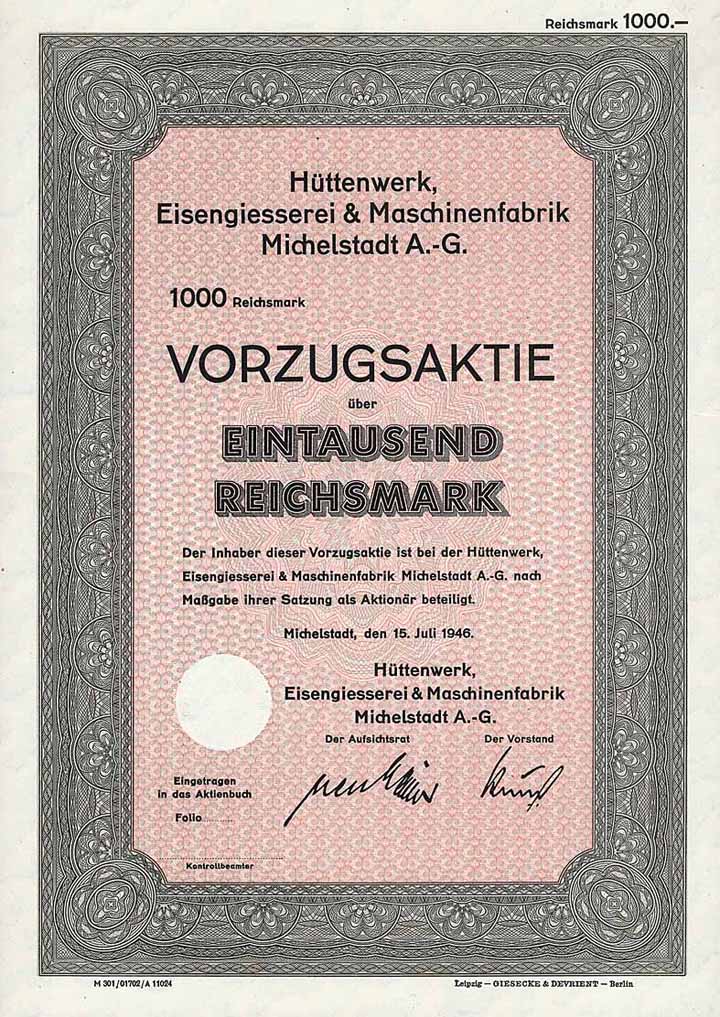 Reichsmark 1000.—
Hüttenwerk,
Eisengiesserei & Maschinenfabrik
Michelstadt A.-G.
1000 Reichsmark
VORZUGSAKTIE
über
EINTAUSEND
REICHSMARK
Der Inhaber dieser Vorzugsaktie ist bei der Hüttenwerk,
Eisengiesserei & Maschinenfabrik Michelstadt A.-G. nach
Maßgabe ihrer Satzung als Aktionär beteiligt.
Michelstadt, den 15. Juli 1946.
Hüttenwerk,
Eisengiesserei & Maschinenfabrik
Michelstadt A.-G.
Der Aufsichtsrat Der Vorstand
Eingetragen
in das Aktienbuch
Folio..........
Kontrollbeamter
M 301/01702/A 11024 Leipzig — GIESECKE & DEVRIENT — Berlin